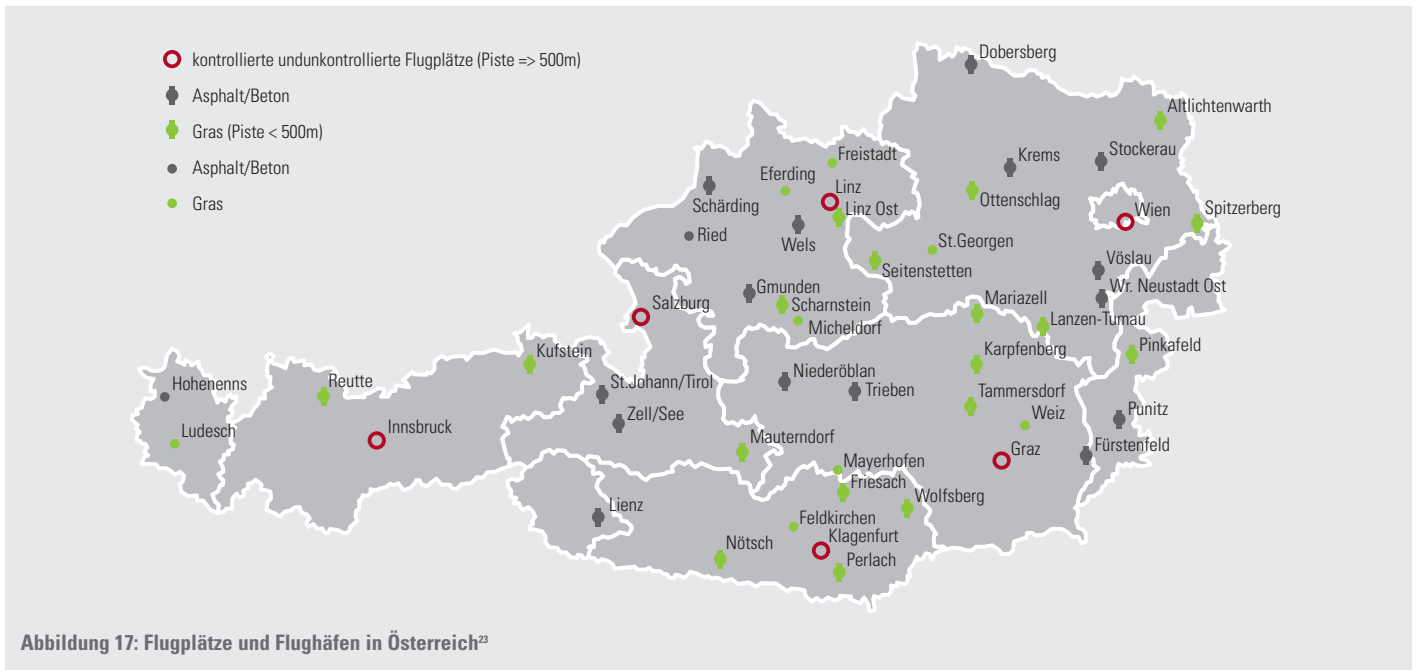 kontrollierte undunkontrollierte Flugplätze (Piste => 500m)
Asphalt/Beton
Gras (Piste < 500m)
Asphalt/Beton
Gras
Dobersberg
Altlichtenwarth
Krems
Stockerau
Freistadt
Eferding
Linz
Linz Ost
Schärding
Ottenschlag
Wien
Spitzerberg
Ried
Wels
St.Georgen
Seitenstetten
Vöslau
Wr. Neustadt Ost
Gmunden
Scharnstein
Micheldorf
Salzburg
Mariazell
Lanzen-Turnau
Kufstein
Karpfenberg
Pinkafeld
Hohenenns
Reutte
St.Johann/Tirol
Niederöblan
Trieben
Tammersdorf
Weiz
Punitz
Zell/See
Innsbruck
Ludesch
Mauterndorf
Graz
Fürstenfeld
Mayerhofen
Friesach
Wolfsberg
Lienz
Feldkirchen
Klagenfurt
Nötsch
Perlach
Abbildung 17: Flugplätze und Flughäfen in Österreich²³